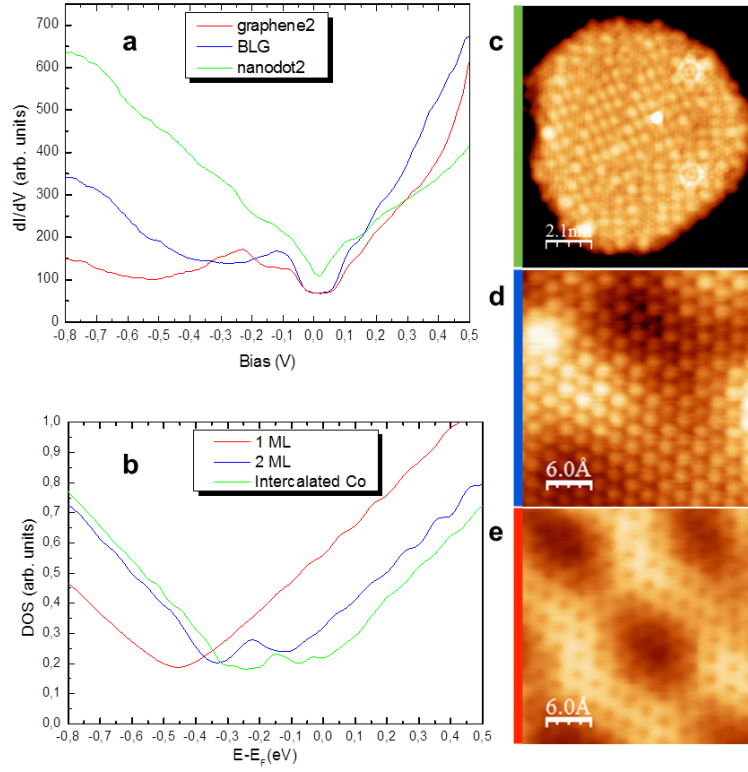 a
graphene2
BLG
nanodot2
dI/dV (arb. units)
700
600
500
400
300
200
100
0
-0,8 -0,7 -0,6 -0,5 -0,4 -0,3 -0,2 -0,1 0,0 0,1 0,2 0,3 0,4 0,5
Bias (V)
b
1 ML
2 ML
Intercalated Co
DOS (arb. units)
1,0
0,9
0,8
0,7
0,6
0,5
0,4
0,3
0,2
0,1
0,0
-0,8 -0,7 -0,6 -0,5 -0,4 -0,3 -0,2 -0,1 0,0 0,1 0,2 0,3 0,4 0,5
E-EF(eV)
c
2.1nm
d
6.0Å
e
6.0Å